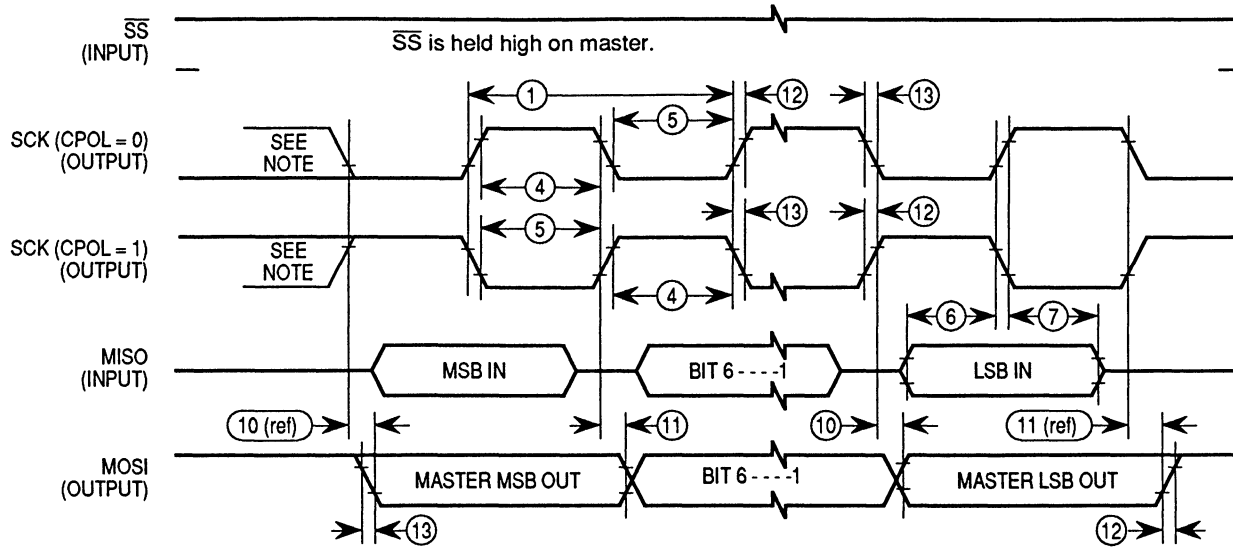 S̅S̅
(INPUT)
S̅S̅ is held high on master.
1
12
13
5
SCK (CPOL = 0)
(OUTPUT)
SEE
NOTE
4
5
13
12
SCK (CPOL = 1)
(OUTPUT)
SEE
NOTE
4
6
7
MISO
(INPUT)
MSB IN
BIT 6 - - - - 1
LSB IN
10 (ref)
11
10
11 (ref)
MOSI
(OUTPUT)
MASTER MSB OUT
BIT 6 - - - - 1
MASTER LSB OUT
13
12